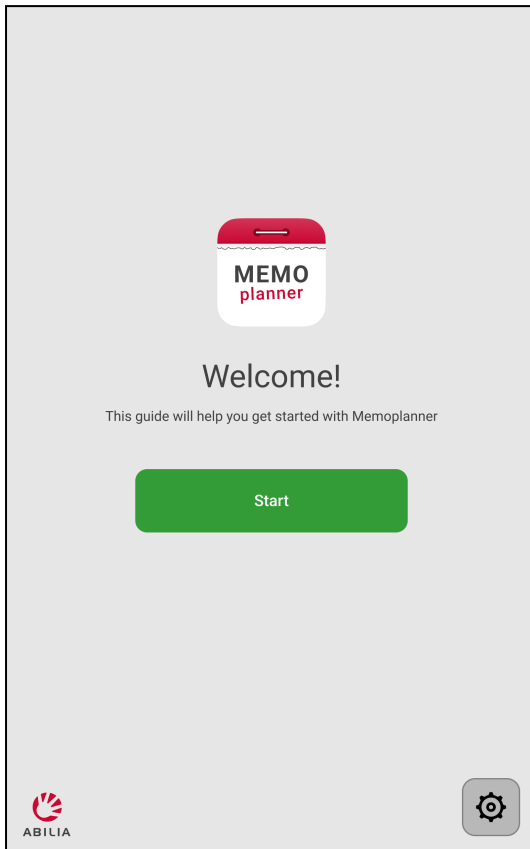 MEMO
planner
Welcome!
This guide will help you get started with Memoplanner
Start
ABILIA